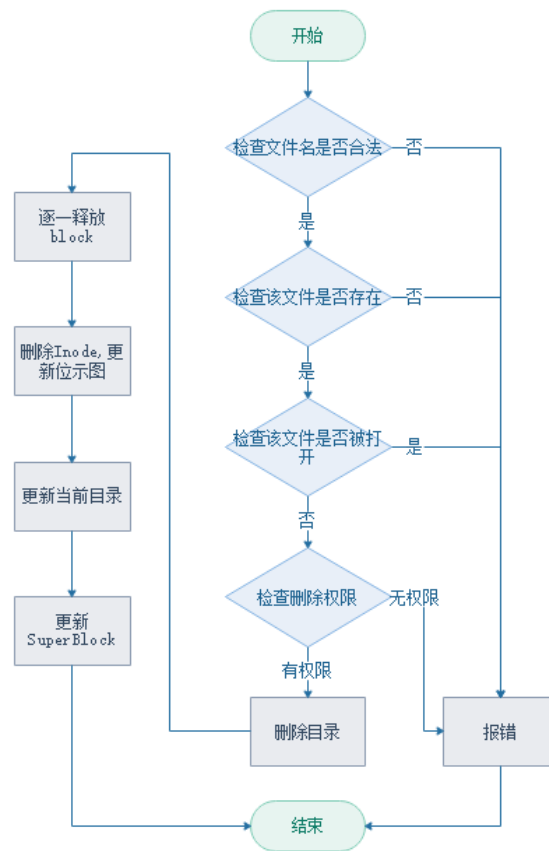 开始
检查文件名是否合法
否
是
检查该文件是否存在
否
是
检查该文件是否被打
开
是
否
检查删除权限
无权限
有权限
删除目录
报错
逐一释放
block
删除Inode,更
新位示图
更新当前目录
更新
SuperBlock
结束